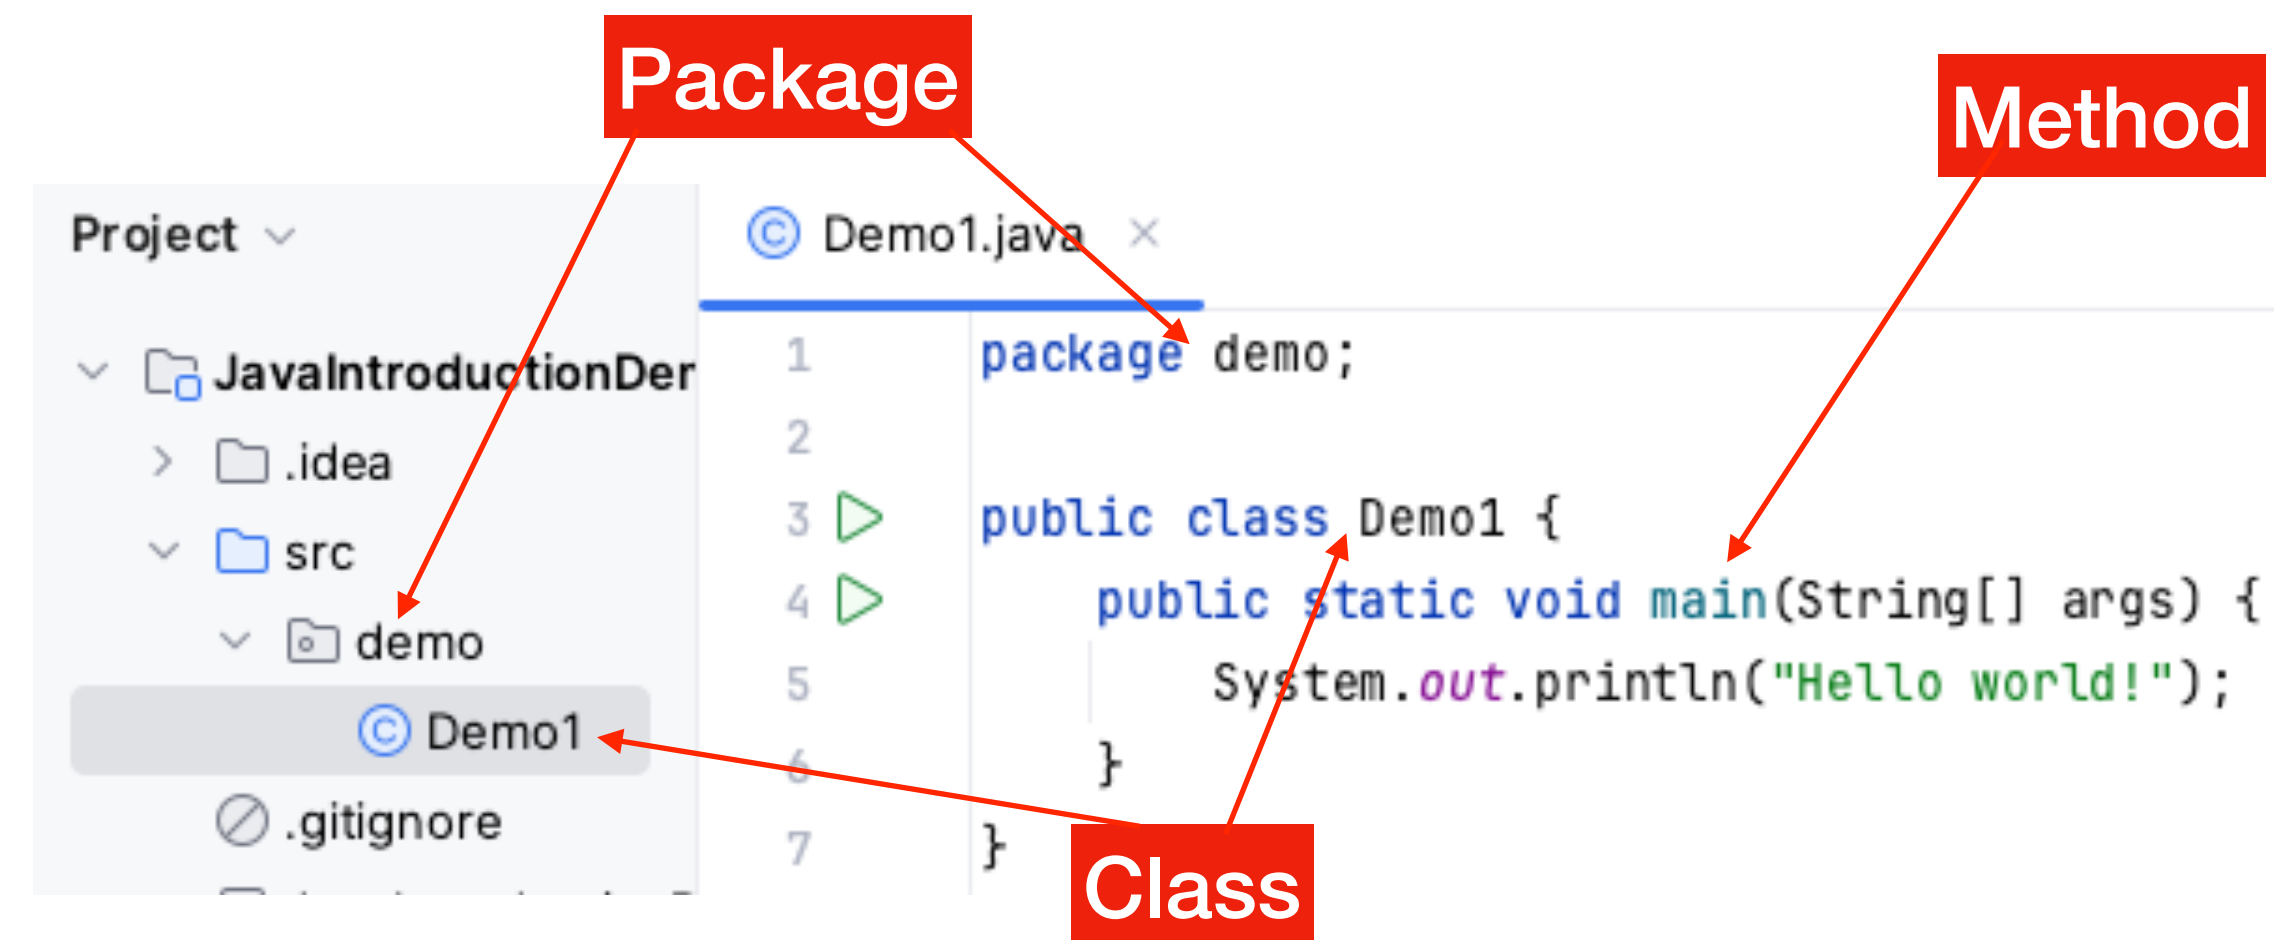 Package
Method
Project
JavaIntroductionDer
.idea
src
demo
Demo1
.gitignore
Demo1.java
1 package demo;
2
3 public class Demo1 {
4 public static void main(String[] args) {
5 System.out.println("Hello world!");
6 }
7 }
Class